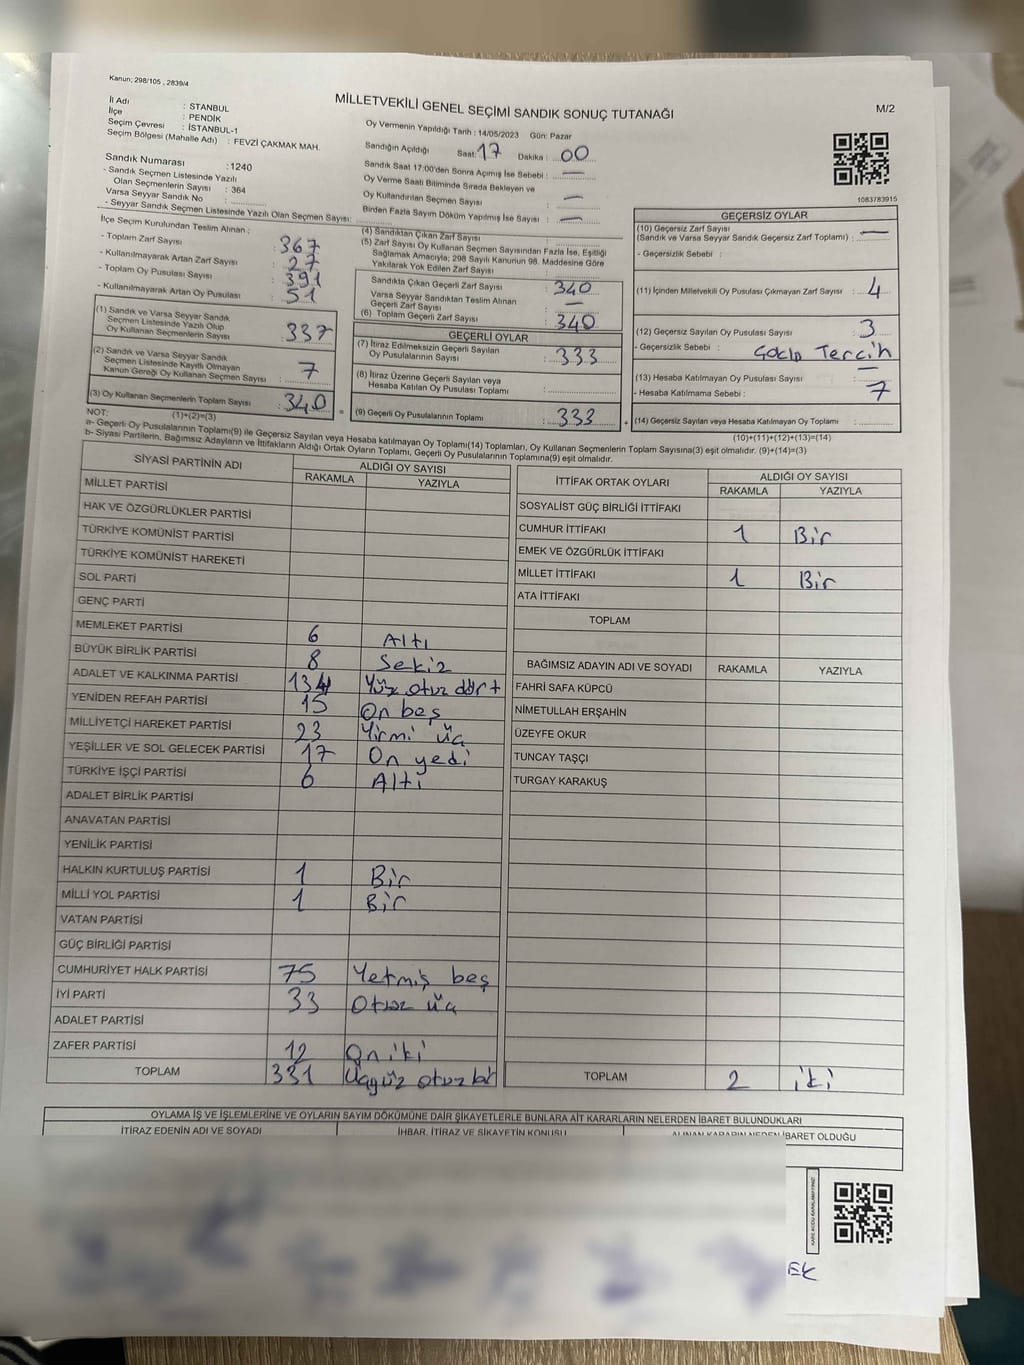 Kanun; 298/105 , 2839/4
MİLLETVEKİLİ GENEL SEÇİMİ SANDIK SONUÇ TUTANAĞI
M/2
İl Adı : STANBUL
İlçe : PENDİK
Seçim Çevresi : İSTANBUL-1
Seçim Bölgesi (Mahalle Adı) : FEVZİ ÇAKMAK MAH.
Sandık Numarası :1240
- Sandık Seçmen Listesinde Yazılı
Olan Seçmenlerin Sayısı : 364
Varsa Seyyar Sandık No :
- Seyyar Sandık Seçmen Listesinde Yazılı Olan Seçmen Sayısı:
Oy Vermenin Yapıldığı Tarih : 14/05/2023 Gün: Pazar
Sandığın Açıldığı Saat: 17 Dakika : 00
Sandık Saat 17:00'den Sonra Açımış İse Sebebi : —
Oy Verme Saati Bitiminde Sırada Bekleyen ve
Oy Kullandırılan Seçmen Sayısı : —
Birden Fazla Sayım Döküm Yapılmış İse Sayısı : —
1083783915
İlçe Seçim Kurulundan Teslim Alınan :
- Toplam Zarf Sayısı : 367
- Kullanılmayarak Artan Zarf Sayısı : 27
- Toplam Oy Pusulası Sayısı : 391
- Kullanılmayarak Artan Oy Pusulası : 51
(1) Sandık ve Varsa Seyyar Sandık
Seçmen Listesinde Yazılı Olup
Oy Kullanan Seçmenlerin Sayısı : 337
(2) Sandık ve Varsa Seyyar Sandık
Seçmen Listesinde Kayıtlı Olmayan
Kanun Gereği Oy Kullanan Seçmen Sayısı : 7
(3) Oy Kullanan Seçmenlerin Toplam Sayısı : 340
(1)+(2)=(3)
(4) Sandıktan Çıkan Zarf Sayısı :
(5) Zarf Sayısı Oy Kullanan Seçmen Sayısından Fazla İse, Eşitliği
Sağlamak Amacıyla; 298 Sayılı Kanunun 98. Maddesine Göre
Yakılarak Yok Edilen Zarf Sayısı :
Sandıkta Çıkan Geçerli Zarf Sayısı : 340
Varsa Seyyar Sandıktan Teslim Alınan
Geçerli Zarf Sayısı : —
(6) Toplam Geçerli Zarf Sayısı : 340
GEÇERLİ OYLAR
(7) İtiraz Edilmeksizin Geçerli Sayılan
Oy Pusulalarının Sayısı : 333
(8) İtiraz Üzerine Geçerli Sayılan veya
Hesaba Katılan Oy Pusulası Toplamı :
= (9) Geçerli Oy Pusulalarının Toplamı : 333
GEÇERSİZ OYLAR
(10) Geçersiz Zarf Sayısı
(Sandık ve Varsa Seyyar Sandık Geçersiz Zarf Toplamı) : —
- Geçersizlik Sebebi :
(11) İçinden Milletvekili Oy Pusulası Çıkmayan Zarf Sayısı : 4
(12) Geçersiz Sayılan Oy Pusulası Sayısı : 3
- Geçersizlik Sebebi : Tercih
(13) Hesaba Katılmayan Oy Pusulası Sayısı : —
- Hesaba Katılmama Sebebi : 7
(14) Geçersiz Sayılan veya Hesaba Katılmayan Oy Toplamı :
(10)+(11)+(12)+(13)=(14)
NOT:
a- Geçerli Oy Pusulalarının Toplamı(9) ile Geçersiz Sayılan veya Hesaba katılmayan Oy Toplamı(14) Toplamları, Oy Kullanan Seçmenlerin Toplam Sayısına(3) eşit olmalıdır. (9)+(14)=(3)
b- Siyasi Partilerin, Bağımsız Adayların ve İttifakların Aldığı Ortak Oyların Toplamı, Geçerli Oy Pusulalarının Toplamına(9) eşit olmalıdır.
SİYASİ PARTİNİN ADI ALDIĞI OY SAYISI
RAKAMLA YAZIYLA
MİLLET PARTİSİ
HAK VE ÖZGÜRLÜKLER PARTİSİ
TÜRKİYE KOMÜNİST PARTİSİ
TÜRKİYE KOMÜNİST HAREKETİ
SOL PARTİ
GENÇ PARTİ
MEMLEKET PARTİSİ 6 Altı
BÜYÜK BİRLİK PARTİSİ 8 Sekiz
ADALET VE KALKINMA PARTİSİ 134 Yüz otuz dört
YENİDEN REFAH PARTİSİ 15 On beş
MİLLİYETÇİ HAREKET PARTİSİ 23 Yirmi üç
YEŞİLLER VE SOL GELECEK PARTİSİ 17 On yedi
TÜRKİYE İŞÇİ PARTİSİ 6 Altı
ADALET BİRLİK PARTİSİ
ANAVATAN PARTİSİ
YENİLİK PARTİSİ
HALKIN KURTULUŞ PARTİSİ 1 Bir
MİLLİ YOL PARTİSİ 1 Bir
VATAN PARTİSİ
GÜÇ BİRLİĞİ PARTİSİ
CUMHURİYET HALK PARTİSİ 75 Yetmiş beş
İYİ PARTİ 33 Otuz üç
ADALET PARTİSİ
ZAFER PARTİSİ 12 On iki
TOPLAM 331 Üçyüz otuz bir
İTTİFAK ORTAK OYLARI ALDIĞI OY SAYISI
RAKAMLA YAZIYLA
SOSYALİST GÜÇ BİRLİĞİ İTTİFAKI
CUMHUR İTTİFAKI 1 Bir
EMEK VE ÖZGÜRLÜK İTTİFAKI
MİLLET İTTİFAKI 1 Bir
ATA İTTİFAKI
TOPLAM
BAĞIMSIZ ADAYIN ADI VE SOYADI RAKAMLA YAZIYLA
FAHRİ SAFA KÜPCÜ
NİMETULLAH ERŞAHİN
ÜZEYFE OKUR
TUNCAY TAŞÇI
TURGAY KARAKUŞ
TOPLAM 2 iki
OYLAMA İŞ VE İŞLEMLERİNE VE OYLARIN SAYIM DÖKÜMÜNE DAİR ŞİKAYETLERLE BUNLARA AİT KARARLARIN NELERDEN İBARET BULUNDUKLARI
İTİRAZ EDENİN ADI VE SOYADI İHBAR, İTİRAZ VE ŞİKAYETİN KONUSU ALINAN KARARIN NEDEN İBARET OLDUĞU
EK